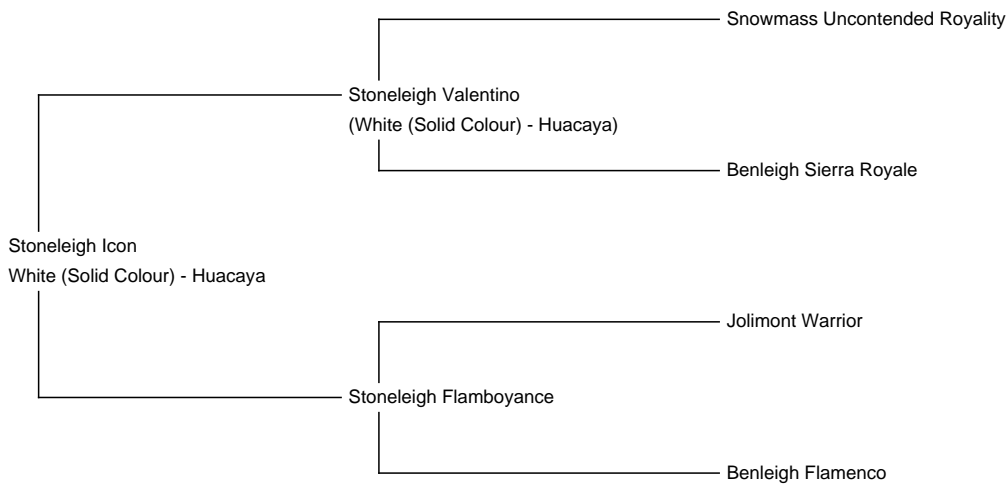 Snowmass Uncontended Royality
Stoneleigh Valentino
(White (Solid Colour) - Huacaya)
Benleigh Sierra Royale
Stoneleigh Icon
White (Solid Colour) - Huacaya
Jolimont Warrior
Stoneleigh Flamboyance
Benleigh Flamenco